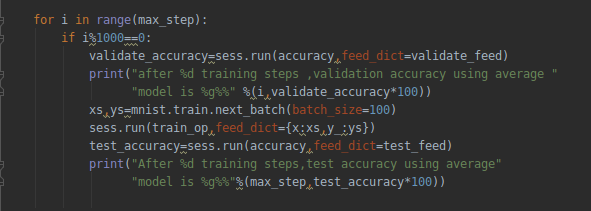 for i in range(max_step):
    if i%1000==0:
        validate_accuracy=sess.run(accuracy,feed_dict=validate_feed)
        print("after %d training steps ,validation accuracy using average "
              "model is %g%%" %(i,validate_accuracy*100))
        xs,ys=mnist.train.next_batch(batch_size=100)
        sess.run(train_op,feed_dict={x:xs,y_:ys})
        test_accuracy=sess.run(accuracy,feed_dict=test_feed)
        print("After %d training steps,test accuracy using average"
              "model is %g%%"%(max_step,test_accuracy*100))